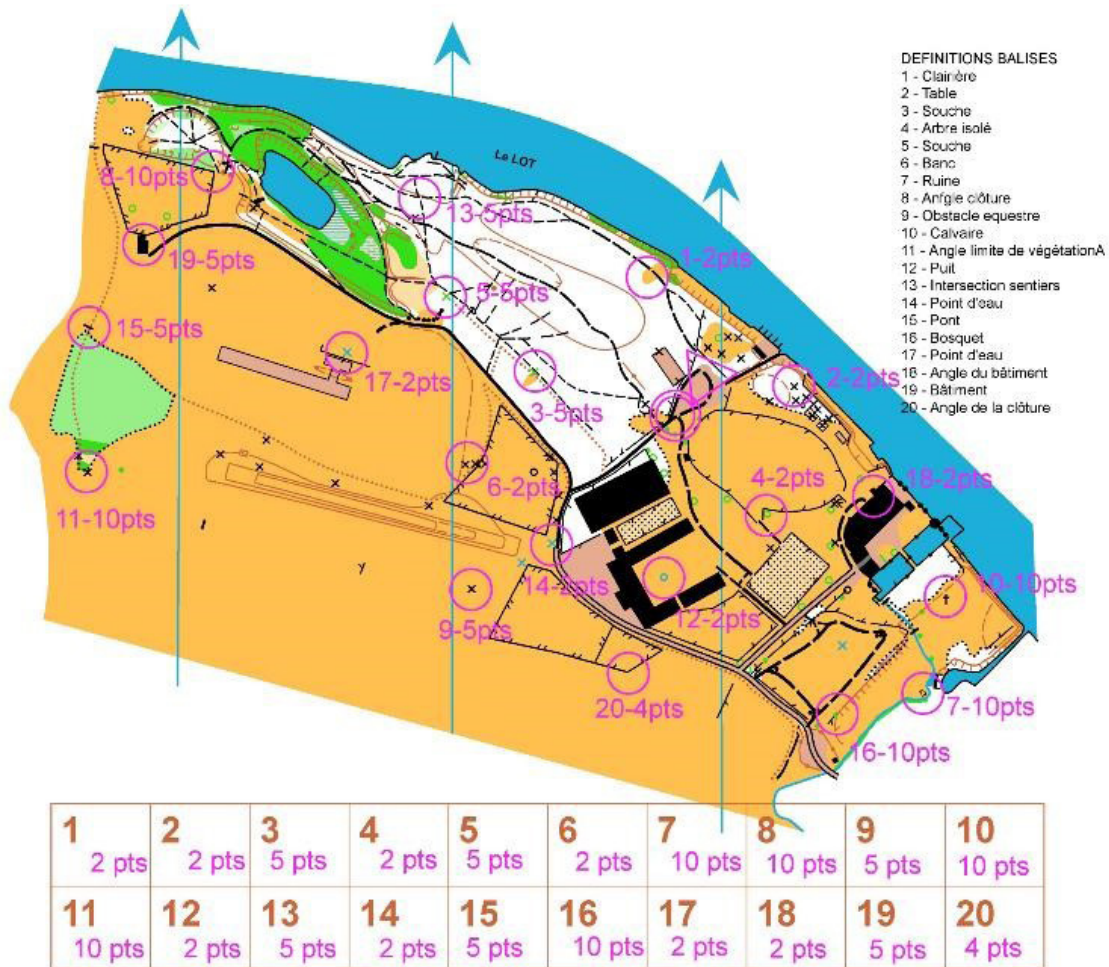 DEFINITIONS BALISES
1 - Clairière
2 - Table
3 - Souche
4 - Arbre isolé
5 - Souche
6 - Banc
7 - Ruine
8 - Anfgle clôture
9 - Obstacle equestre
10 - Calvaire
11 - Angle limite de végétationA
12 - Puit
13 - Intersection sentiers
14 - Point d'eau
15 - Pont
16 - Bosquet
17 - Point d'eau
18 - Angle du bâtiment
19 - Bâtiment
20 - Angle de la clôture
Le LOT
8-10pts
13-5pts
19-5pts
1-2pts
5-5pts
15-5pts
17-2pts
3-5pts
2-2pts
6-2pts
4-2pts
18-2pts
11-10pts
14-2pts
9-5pts
12-2pts
10-10pts
20-4pts
7-10pts
16-10pts
1 2 3 4 5 6 7 8 9 10
2 pts 2 pts 5 pts 2 pts 5 pts 2 pts 10 pts 10 pts 5 pts 10 pts
11 12 13 14 15 16 17 18 19 20
10 pts 2 pts 5 pts 2 pts 5 pts 10 pts 2 pts 2 pts 5 pts 4 pts